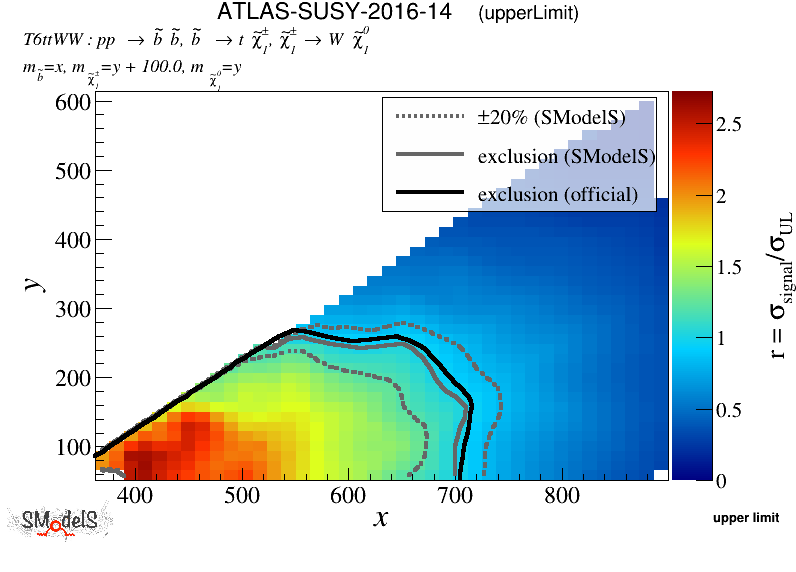 ATLAS-SUSY-2016-14 (upperLimit)
T6ttWW : pp → b̃ b̃, b̃ → t χ̃₁±, χ̃₁± → W χ̃₁⁰
m_b̃=x, m_χ̃₁±=y + 100.0, m_χ̃₁⁰=y
±20% (SModelS)
exclusion (SModelS)
exclusion (official)
600
500
400
300
200
100
y
400 500 600 700 800
x
2.5
2
1.5
1
0.5
0
r = σ_signal/σ_UL
SModelS
upper limit